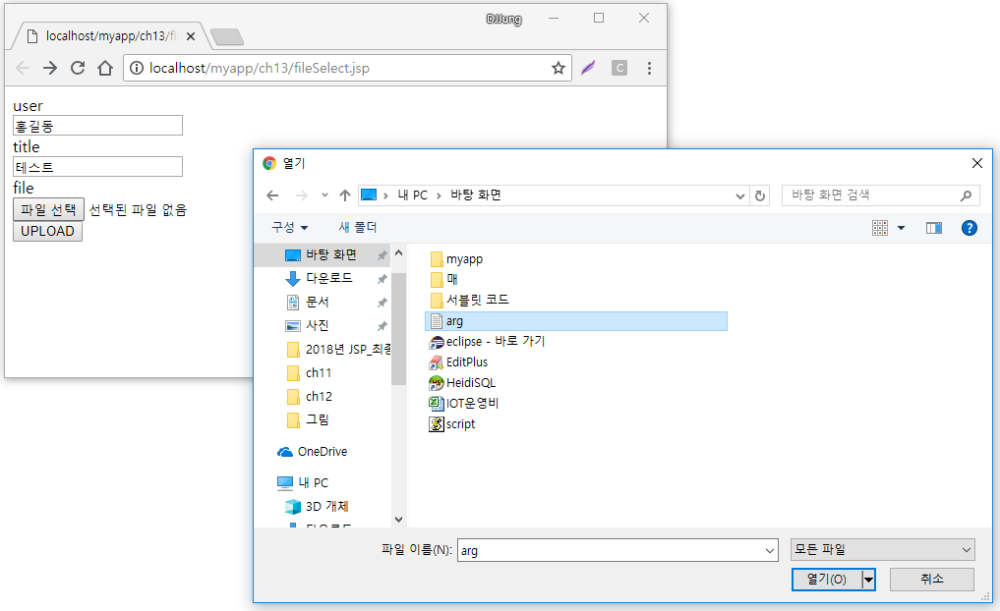 DJJung
localhost/myapp/ch13/fi
localhost/myapp/ch13/fileSelect.jsp
C
user
홍길동
title
테스트
file
파일 선택 선택된 파일 없음
UPLOAD
열기
내 PC 바탕 화면
바탕 화면 검색
구성 새 폴더
바탕 화면
다운로드
문서
사진
2018년 JSP_최종
ch11
ch12
그림
OneDrive
내 PC
3D 개체
myapp
매
서블릿 코드
arg
eclipse - 바로 가기
EditPlus
HeidiSQL
IOT운영비
script
파일 이름(N): arg
모든 파일
열기(O) 취소